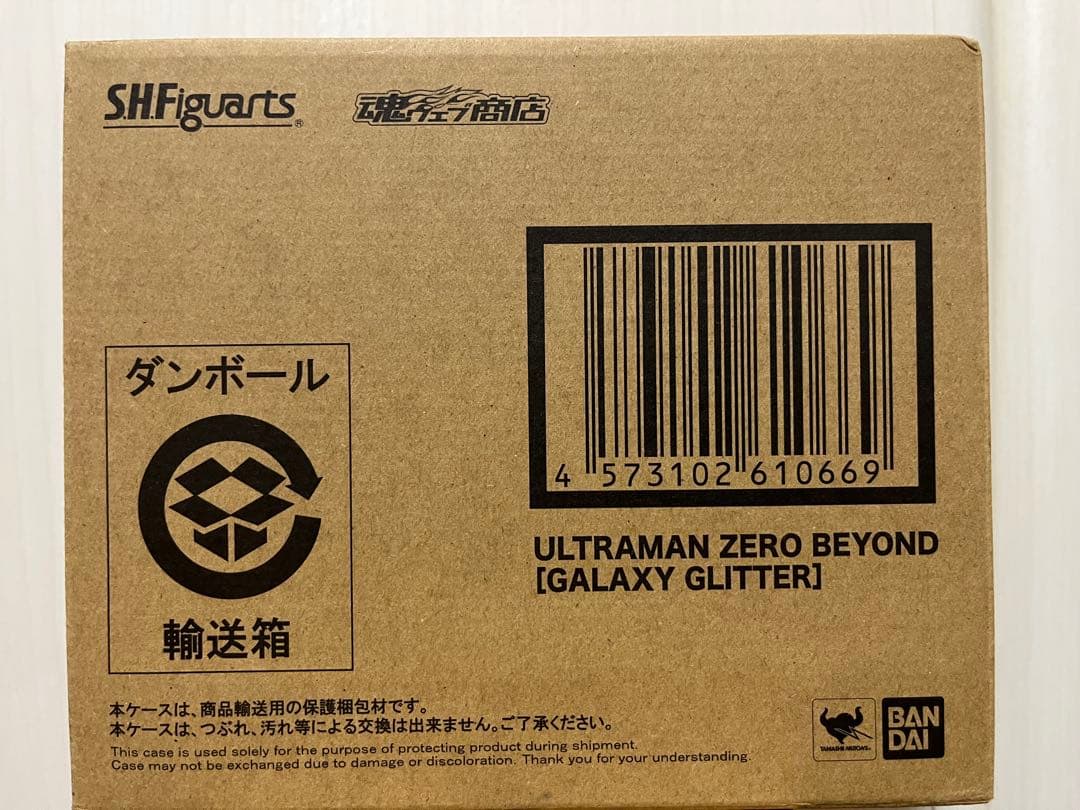 S.H.Figuarts®
魂ウェブ商店
4 573102 610669
ULTRAMAN ZERO BEYOND
[GALAXY GLITTER]
ダンボール
輸送箱
本ケースは、商品輸送用の保護梱包材です。
本ケースは、つぶれ、汚れ等による交換は出来ません。ご了承ください。
This case is used solely for the purpose of protecting product during shipment.
Case may not be exchanged due to damage or discoloration. Thank you for your understanding.
TAMASHII NATIONS
BAN
DAI